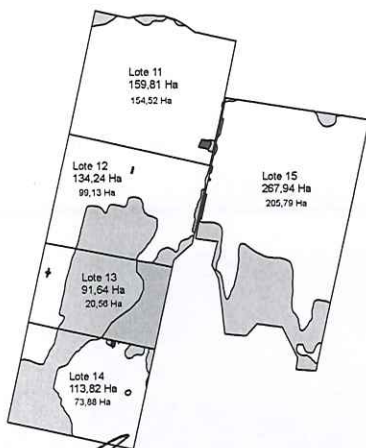 Lote 11
159,81 Ha
154,52 Ha
Lote 12
134,24 Ha
99,13 Ha
Lote 15
267,94 Ha
205,79 Ha
Lote 13
91,64 Ha
20,56 Ha
Lote 14
113,82 Ha
73,88 Ha